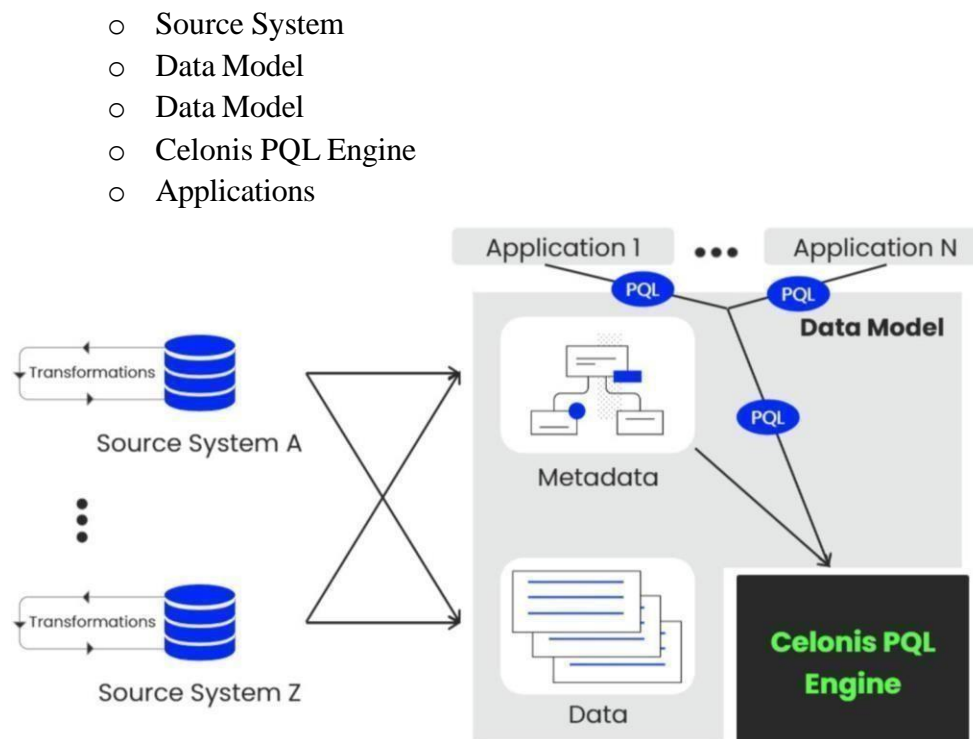 o Source System
o Data Model
o Data Model
o Celonis PQL Engine
o Applications
Application 1 ••• Application N
PQL PQL
Data Model
Transformations
Source System A
PQL
Metadata
Transformations
Source System Z
Celonis PQL
Engine
Data